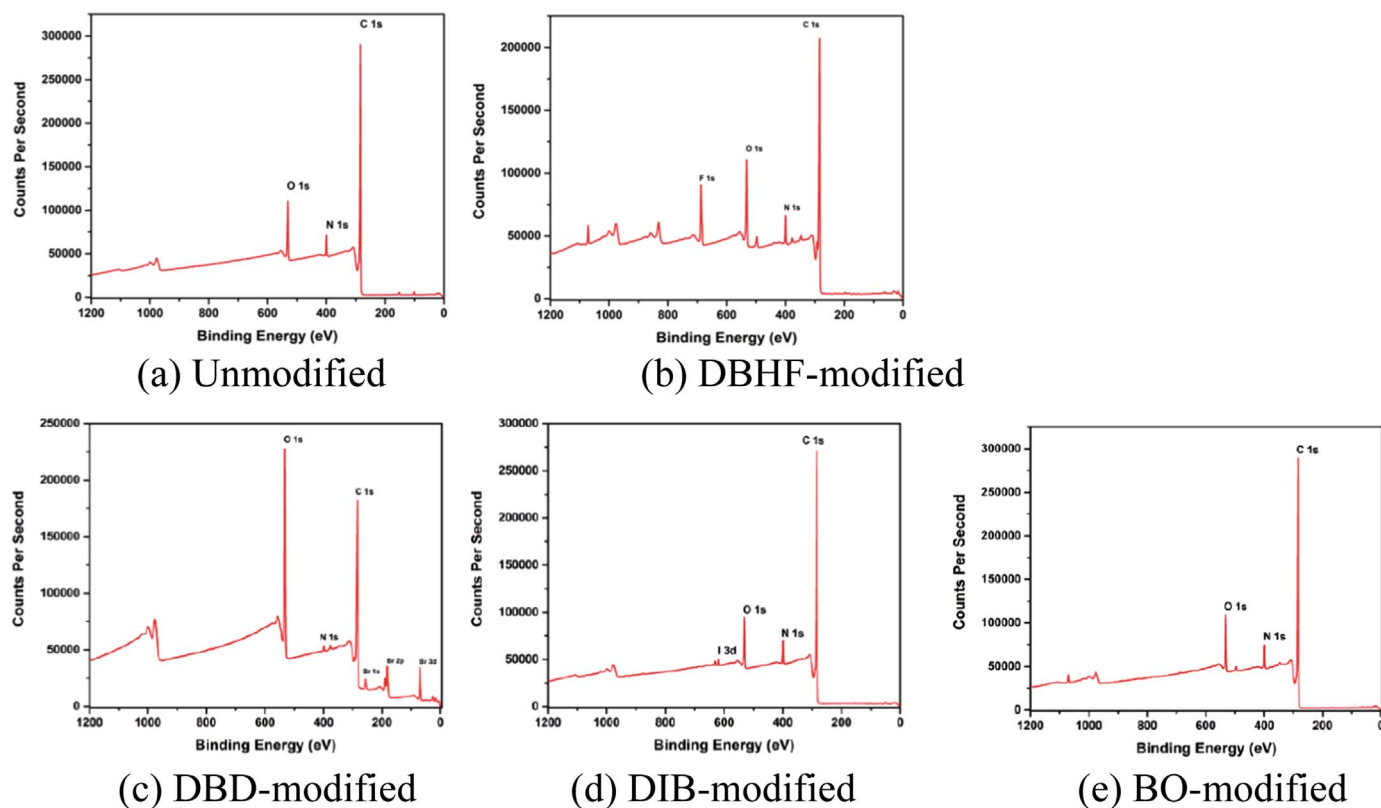 C 1s
O 1s
N 1s
300000
250000
200000
150000
100000
50000
0
Counts Per Second
1200 1000 800 600 400 200 0
Binding Energy (eV)
(a) Unmodified
C 1s
F 1s
O 1s
N 1s
200000
150000
100000
50000
0
Counts Per Second
1200 1000 800 600 400 200 0
Binding Energy (eV)
(b) DBHF-modified
O 1s
C 1s
N 1s
Br 1s
Br 2p
Br 3d
250000
200000
150000
100000
50000
0
Counts Per Second
1200 1000 800 600 400 200 0
Binding Energy (eV)
(c) DBD-modified
C 1s
I 3d
O 1s
N 1s
300000
250000
200000
150000
100000
50000
0
Counts Per Second
1200 1000 800 600 400 200 0
Binding Energy (eV)
(d) DIB-modified
C 1s
O 1s
N 1s
300000
250000
200000
150000
100000
50000
0
Counts Per Second
1200 1000 800 600 400 200 0
Binding Energy (eV)
(e) BO-modified